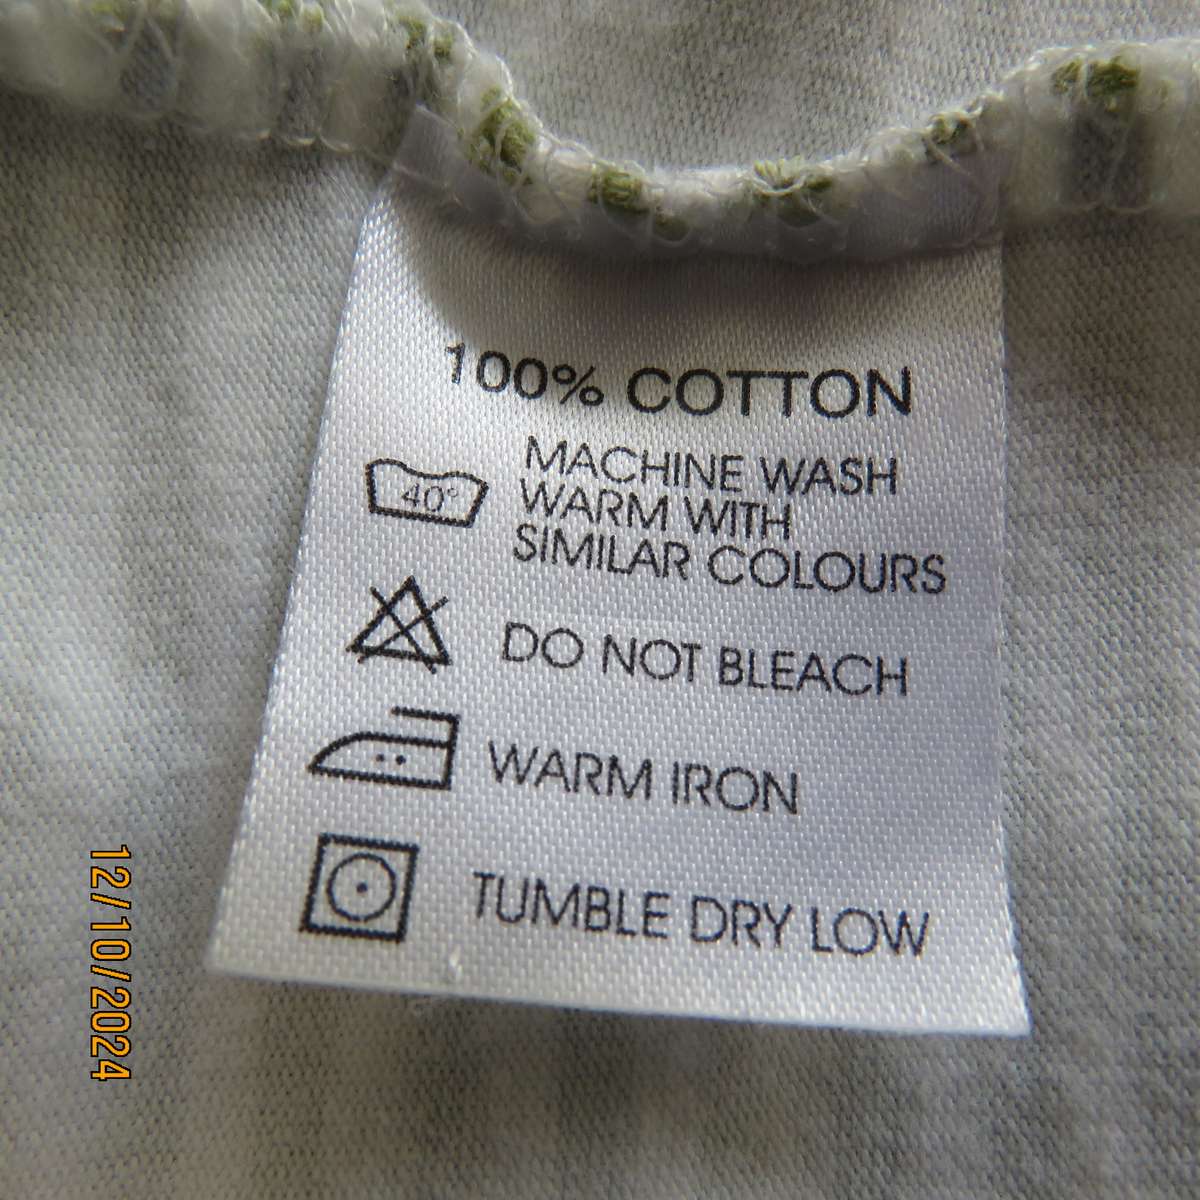 100% COTTON
40°
MACHINE WASH
WARM WITH
SIMILAR COLOURS
DO NOT BLEACH
WARM IRON
TUMBLE DRY LOW
12/10/2024